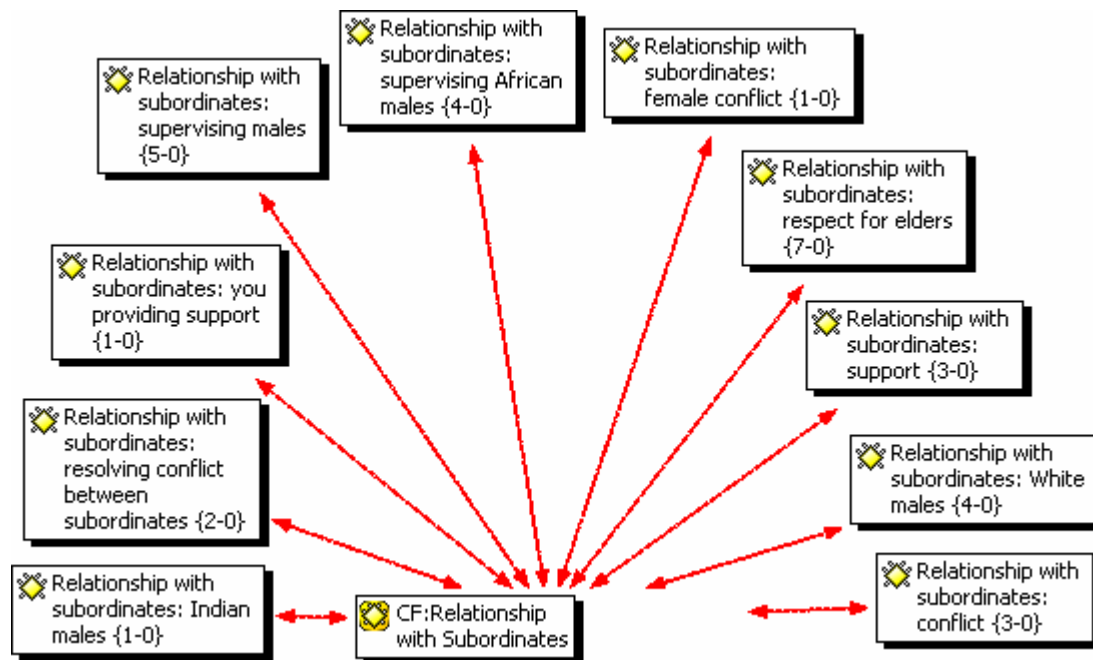 Relationship with
subordinates:
supervising African
males {4-0}
Relationship with
subordinates:
female conflict {1-0}
Relationship with
subordinates:
supervising males
{5-0}
Relationship with
subordinates:
respect for elders
{7-0}
Relationship with
subordinates: you
providing support
{1-0}
Relationship with
subordinates:
support {3-0}
Relationship with
subordinates:
resolving conflict
between
subordinates {2-0}
Relationship with
subordinates: White
males {4-0}
Relationship with
subordinates: Indian
males {1-0}
CF:Relationship
with Subordinates
Relationship with
subordinates:
conflict {3-0}